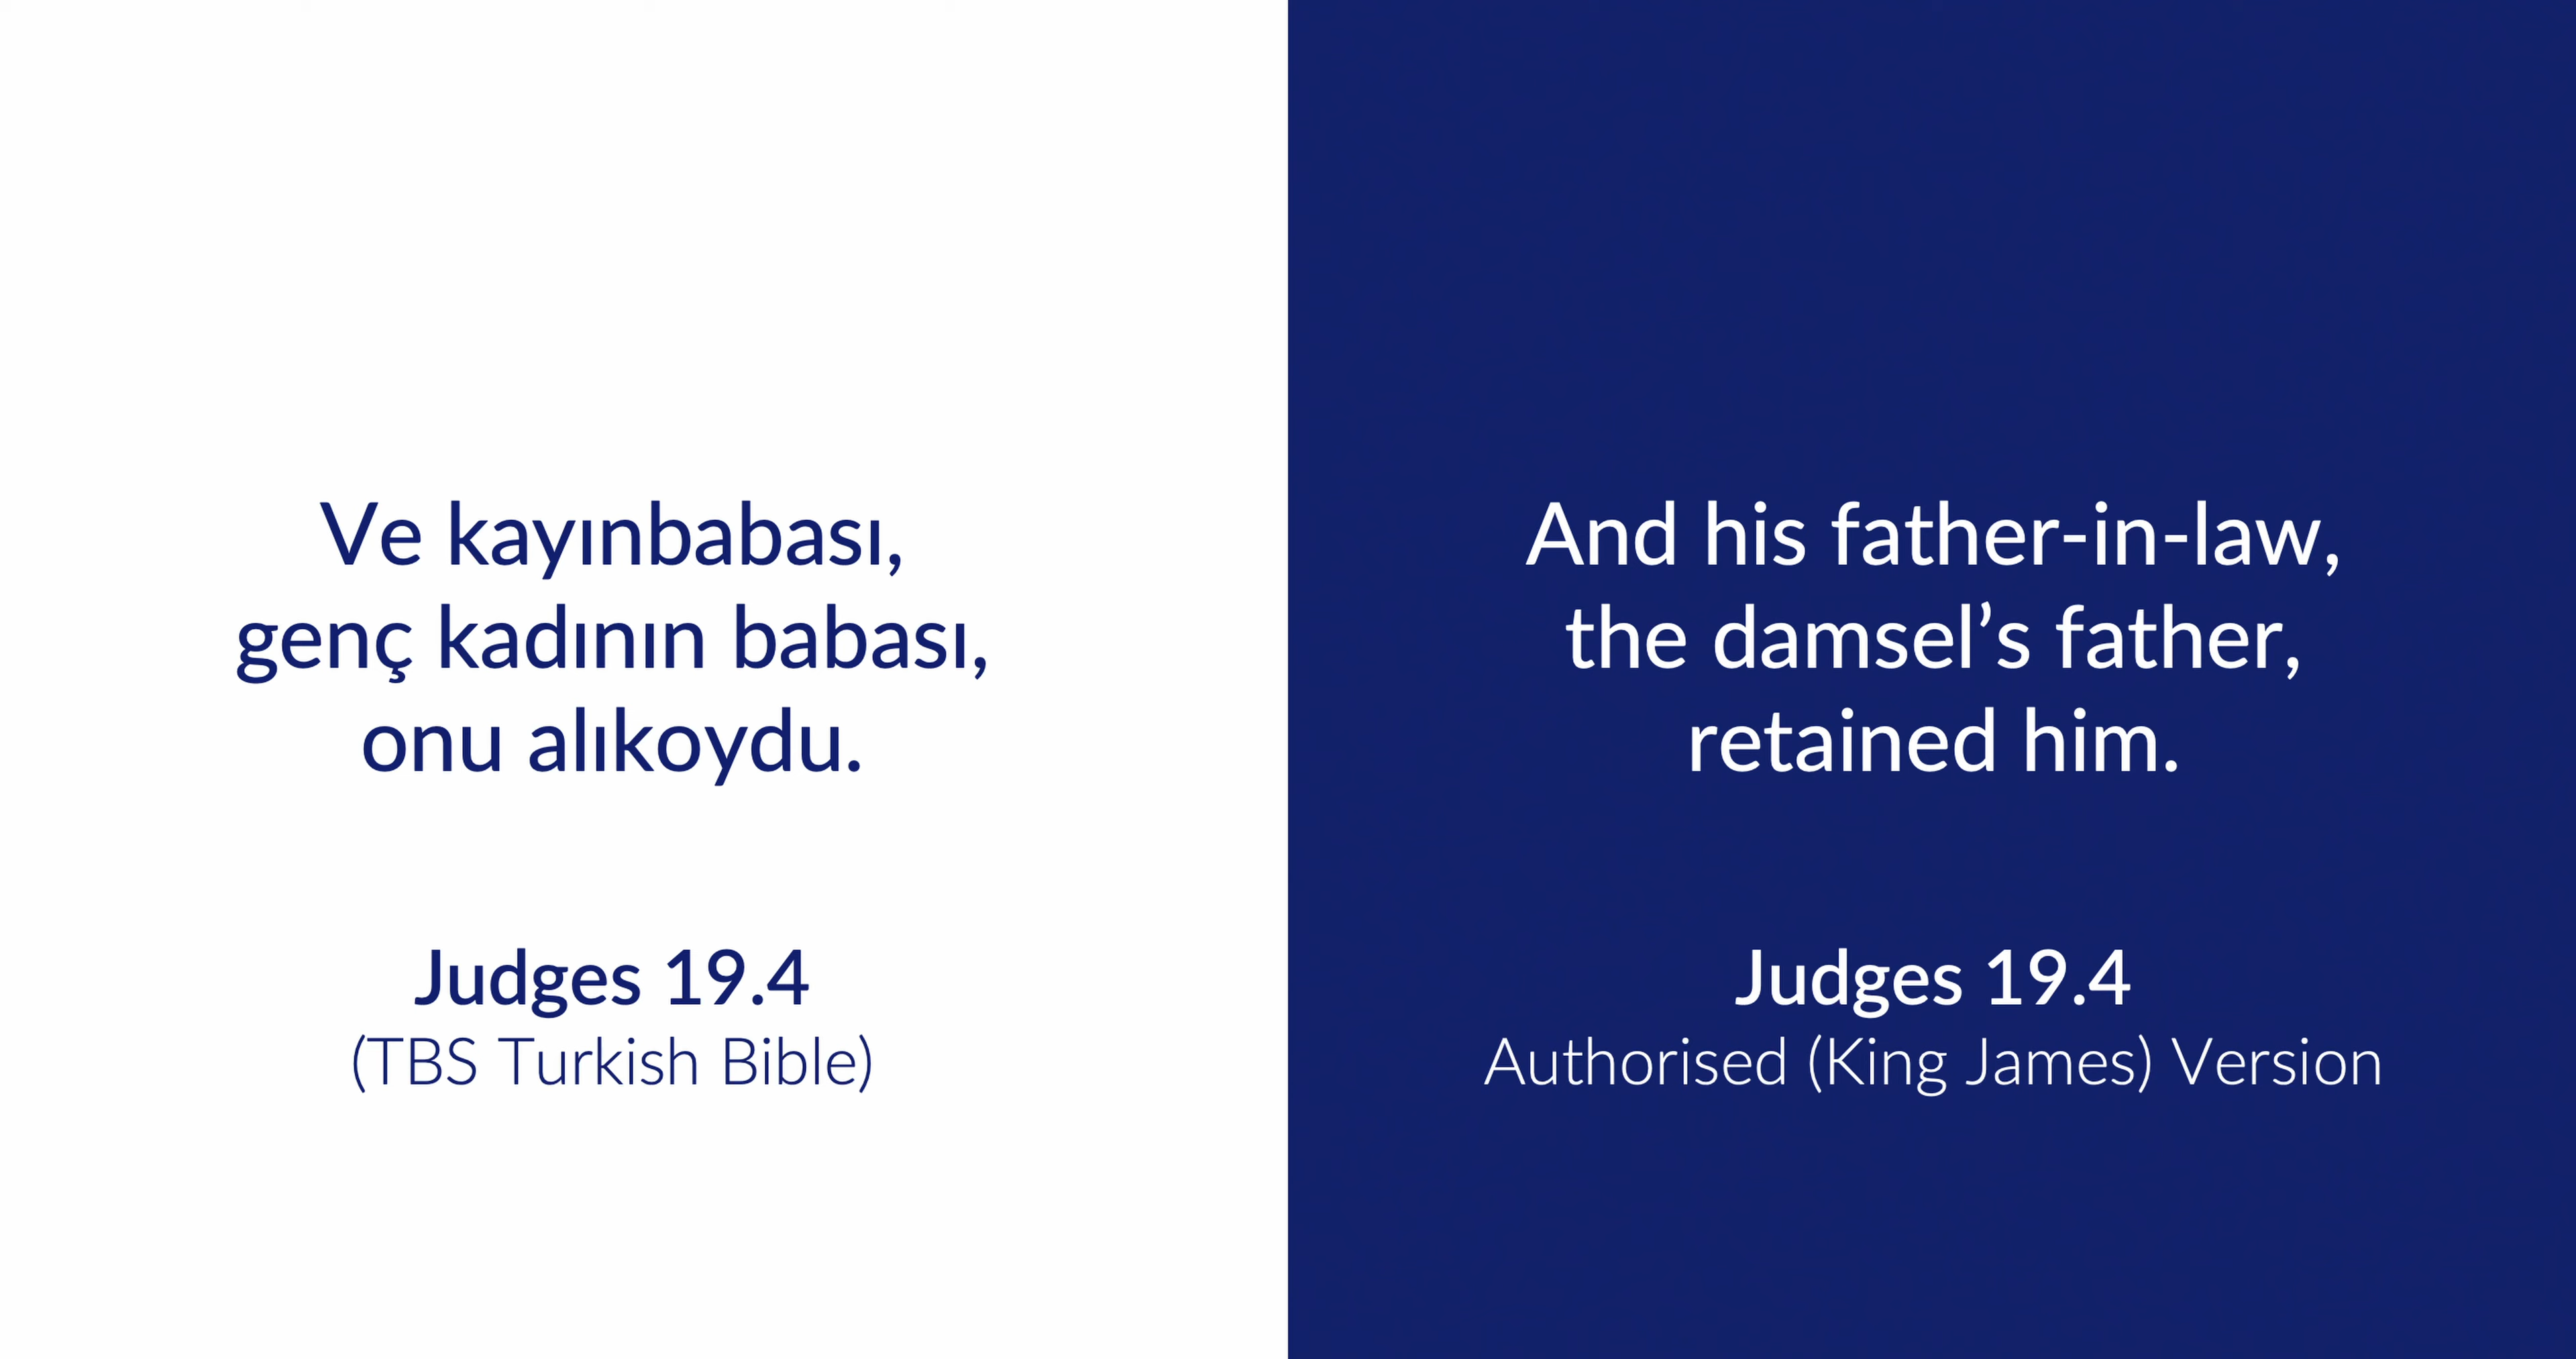 Ve kayınbabası,
genç kadının babası,
onu alıkoydu.
Judges 19.4
(TBS Turkish Bible)
And his father-in-law,
the damsel’s father,
retained him.
Judges 19.4
Authorised (King James) Version